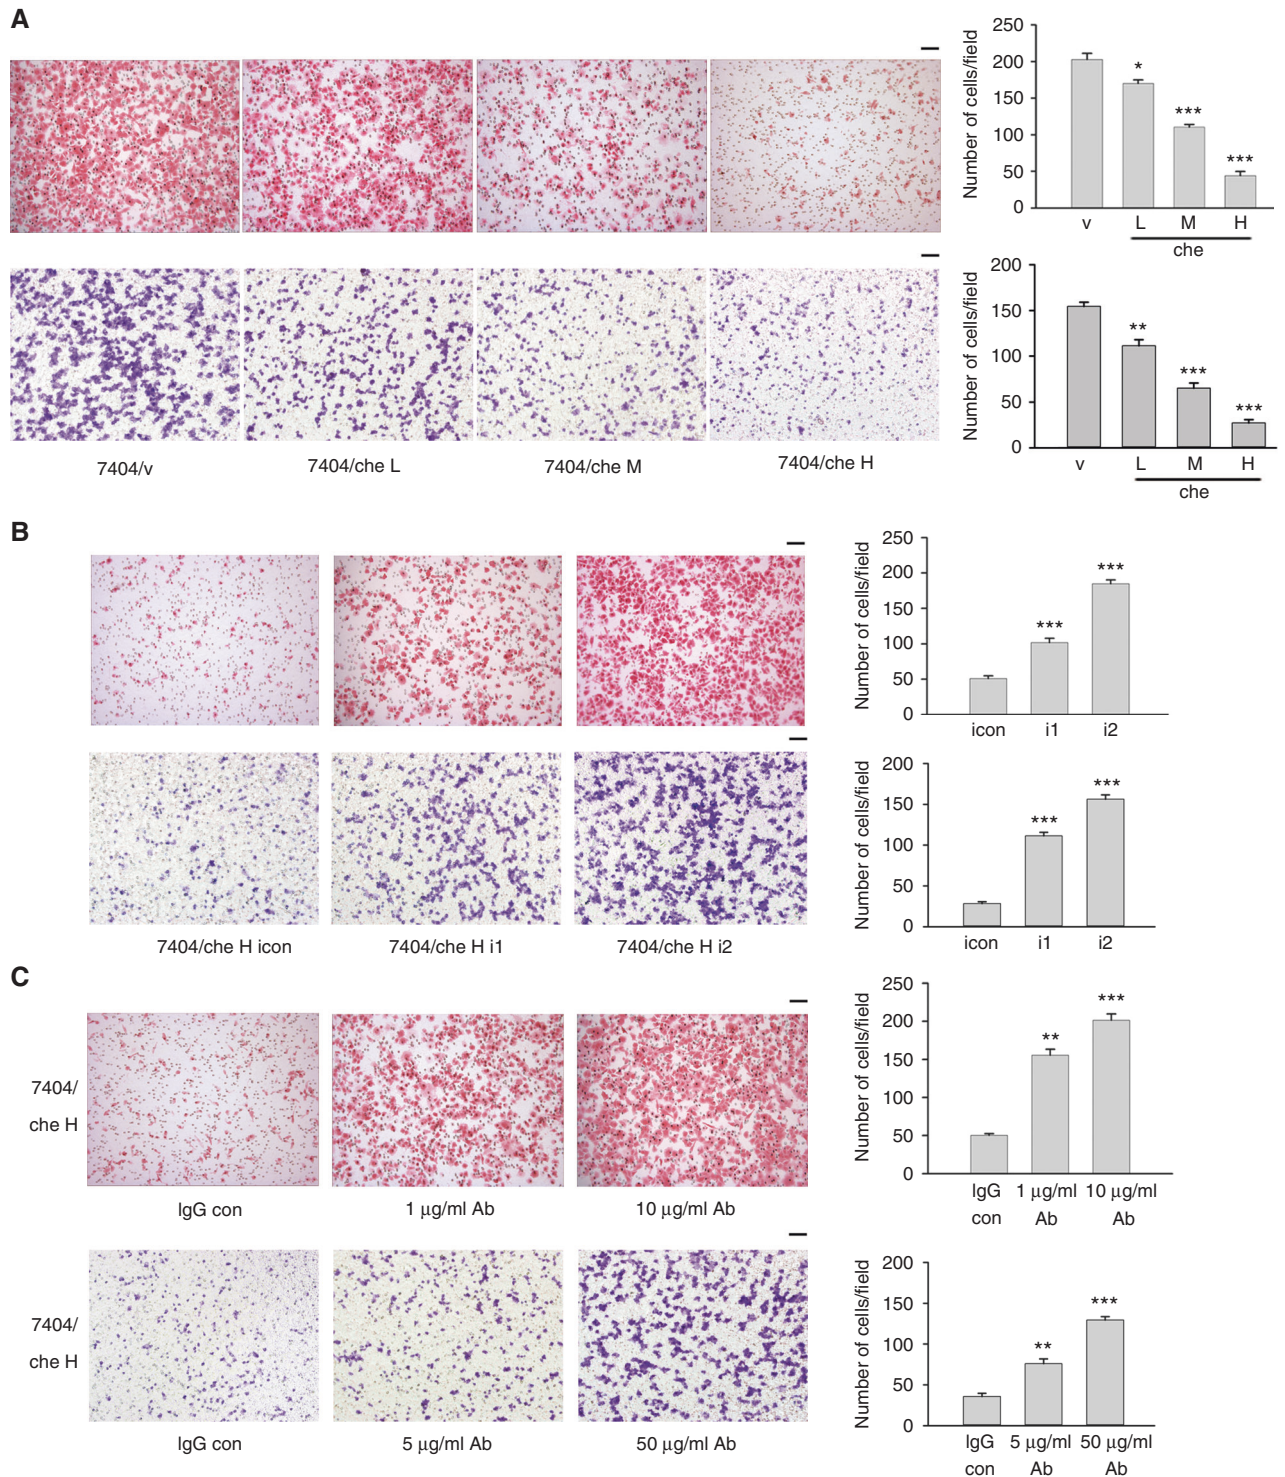 A
Number of cells/field
250
200
150
100
50
0
*
***
***
v
L
M
H
che
Number of cells/field
200
150
100
50
0
**
***
***
v
L
M
H
che
7404/v
7404/che L
7404/che M
7404/che H
B
Number of cells/field
250
200
150
100
50
0
***
***
icon
i1
i2
Number of cells/field
200
150
100
50
0
***
***
icon
i1
i2
7404/che H icon
7404/che H i1
7404/che H i2
C
7404/
che H
IgG con
1 μg/ml Ab
10 μg/ml Ab
Number of cells/field
250
200
150
100
50
0
**
***
IgG
con
1 μg/ml
Ab
10 μg/ml
Ab
7404/
che H
IgG con
5 μg/ml Ab
50 μg/ml Ab
Number of cells/field
200
150
100
50
0
**
***
IgG
con
5 μg/ml
Ab
50 μg/ml
Ab